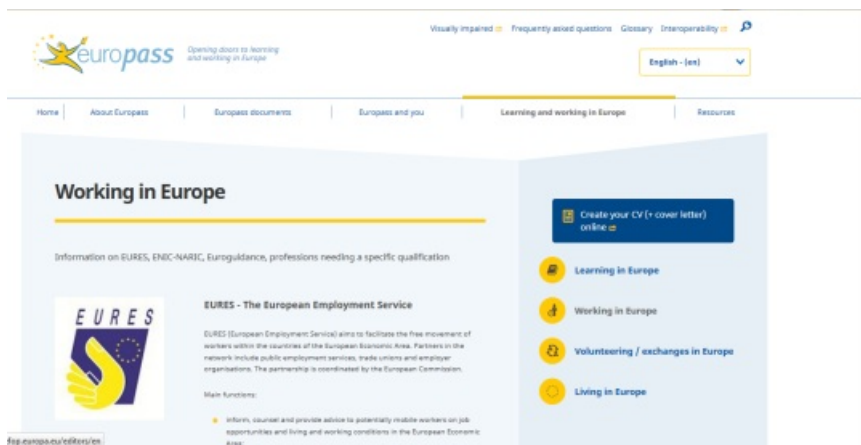 Visually impaired Frequently asked questions Glossary Interoperability
europass
Opening doors to learning
and working in Europe
English - (en)
Home About Europass Europass documents Europass and you Learning and working in Europe Resources
Working in Europe
Information on EURES, ENIC-NARIC, Euroguidance, professions needing a specific qualification
EURES
EURES - The European Employment Service
EURES (European Employment Service) aims to facilitate the free movement of
workers within the countries of the European Economic Area. Partners in the
network include public employment services, trade unions and employer
organisations. The partnership is coordinated by the European Commission.
Main functions:
inform, counsel and provide advice to potentially mobile workers on job
opportunities and living and working conditions in the European Economic
Area;
Create your CV (+ cover letter)
online
Learning in Europe
Working in Europe
Volunteering / exchanges in Europe
Living in Europe